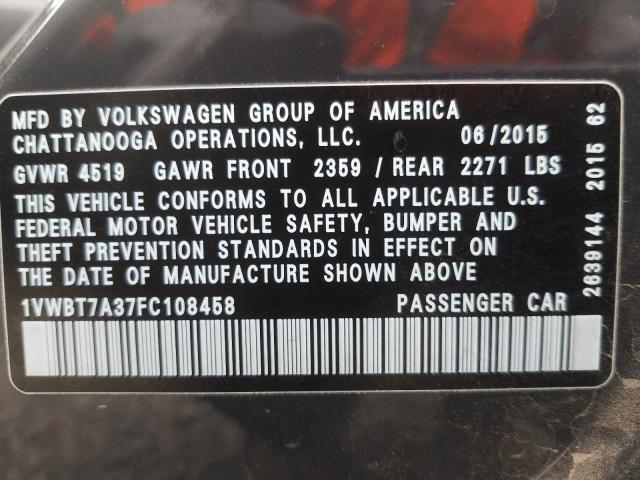 MFD BY VOLKSWAGEN GROUP OF AMERICA
CHATTANOOGA OPERATIONS, LLC. 06/2015
GVWR 4519 GAWR FRONT 2359 / REAR 2271 LBS
THIS VEHICLE CONFORMS TO ALL APPLICABLE U.S.
FEDERAL MOTOR VEHICLE SAFETY, BUMPER AND
THEFT PREVENTION STANDARDS IN EFFECT ON
THE DATE OF MANUFACTURE SHOWN ABOVE
1VWBT7A37FC108458 PASSENGER CAR
2639144 2015 62